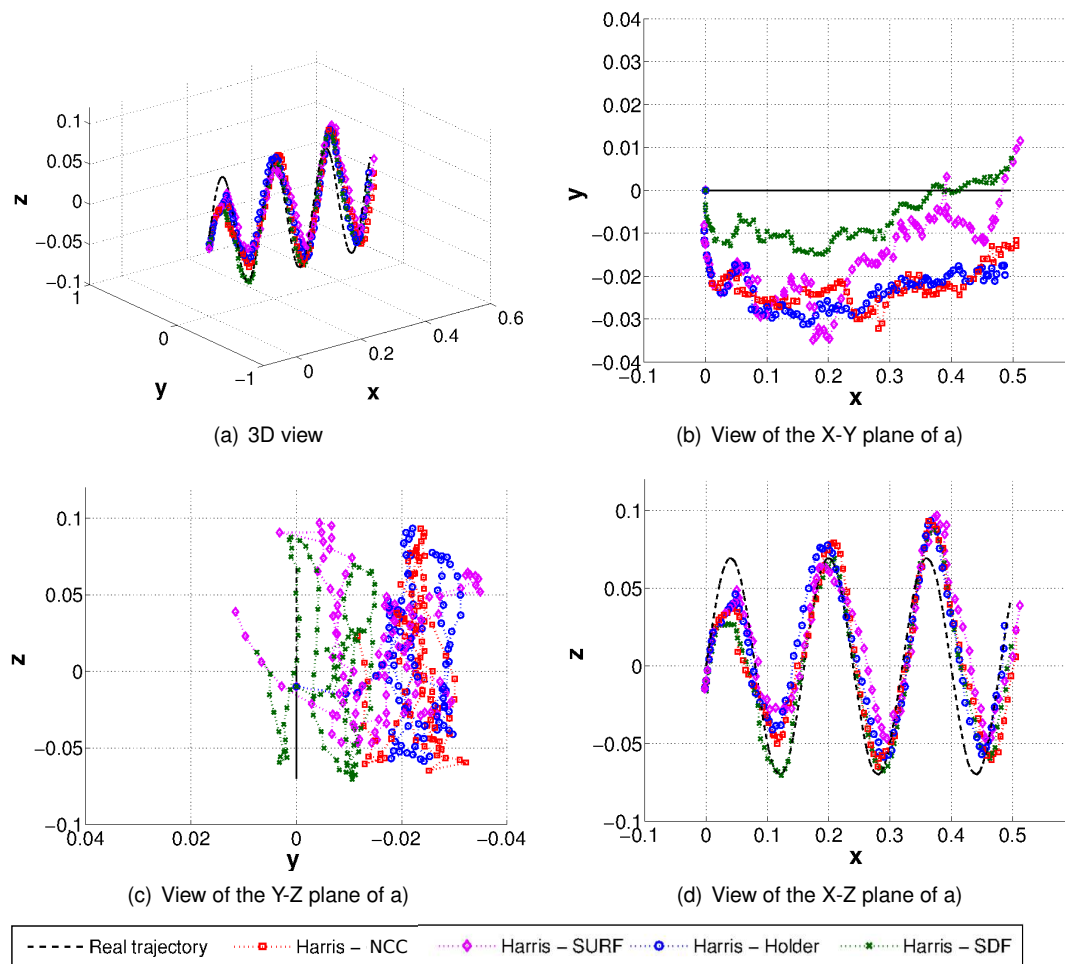 0.1
0.05
0
−0.05
−0.1
z
1
0
−1
y
0
0.2
0.4
0.6
x
(a) 3D view
0.04
0.03
0.02
0.01
0
−0.01
−0.02
−0.03
−0.04
y
−0.1 0 0.1 0.2 0.3 0.4 0.5
x
(b) View of the X-Y plane of a)
0.1
0.05
0
−0.05
−0.1
z
0.04 0.02 0 −0.02 −0.04
y
(c) View of the Y-Z plane of a)
0.1
0.05
0
−0.05
−0.1
z
−0.1 0 0.1 0.2 0.3 0.4 0.5
x
(d) View of the X-Z plane of a)
Real trajectory Harris − NCC Harris − SURF Harris − Holder Harris − SDF